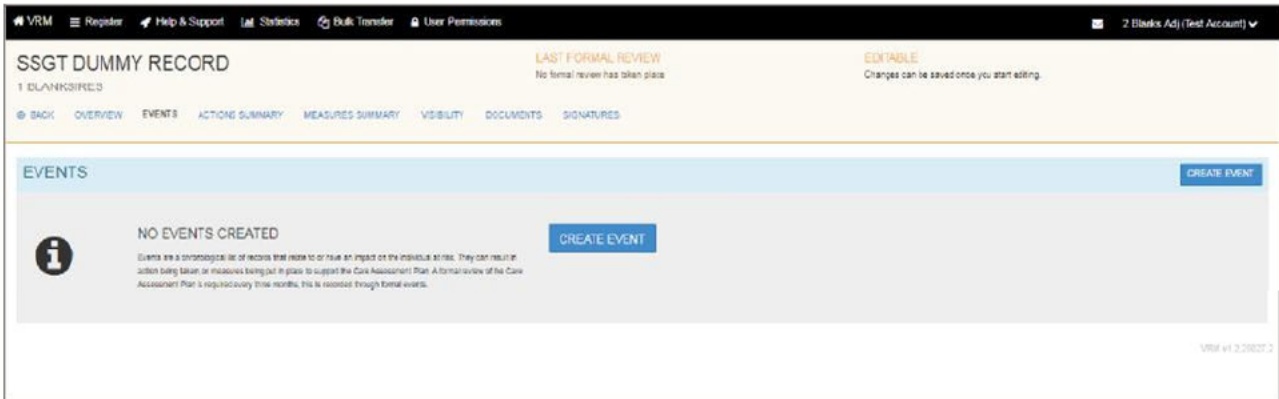 VRM Register Help & Support Statistics Bulk Transfer User Permissions 2 Blanks Adj (Test Account)
SSGT DUMMY RECORD LAST FORMAL REVIEW EDITABLE
No formal review has taken place Changes can be saved once you start editing.
1 BLANKSIRES
BACK OVERVIEW EVENTS ACTIONS SUMMARY MEASURES SUMMARY VISIBILITY DOCUMENTS SIGNATURES
EVENTS CREATE EVENT
NO EVENTS CREATED CREATE EVENT
Events are a chronological list of records that relate to or have an impact on the individual at risk. They can result in
action being taken or measures being put in place to support the Care Assessment Plan. A formal review of the Care
Assessment Plan is required every three months, this is recorded through formal events.
VRM